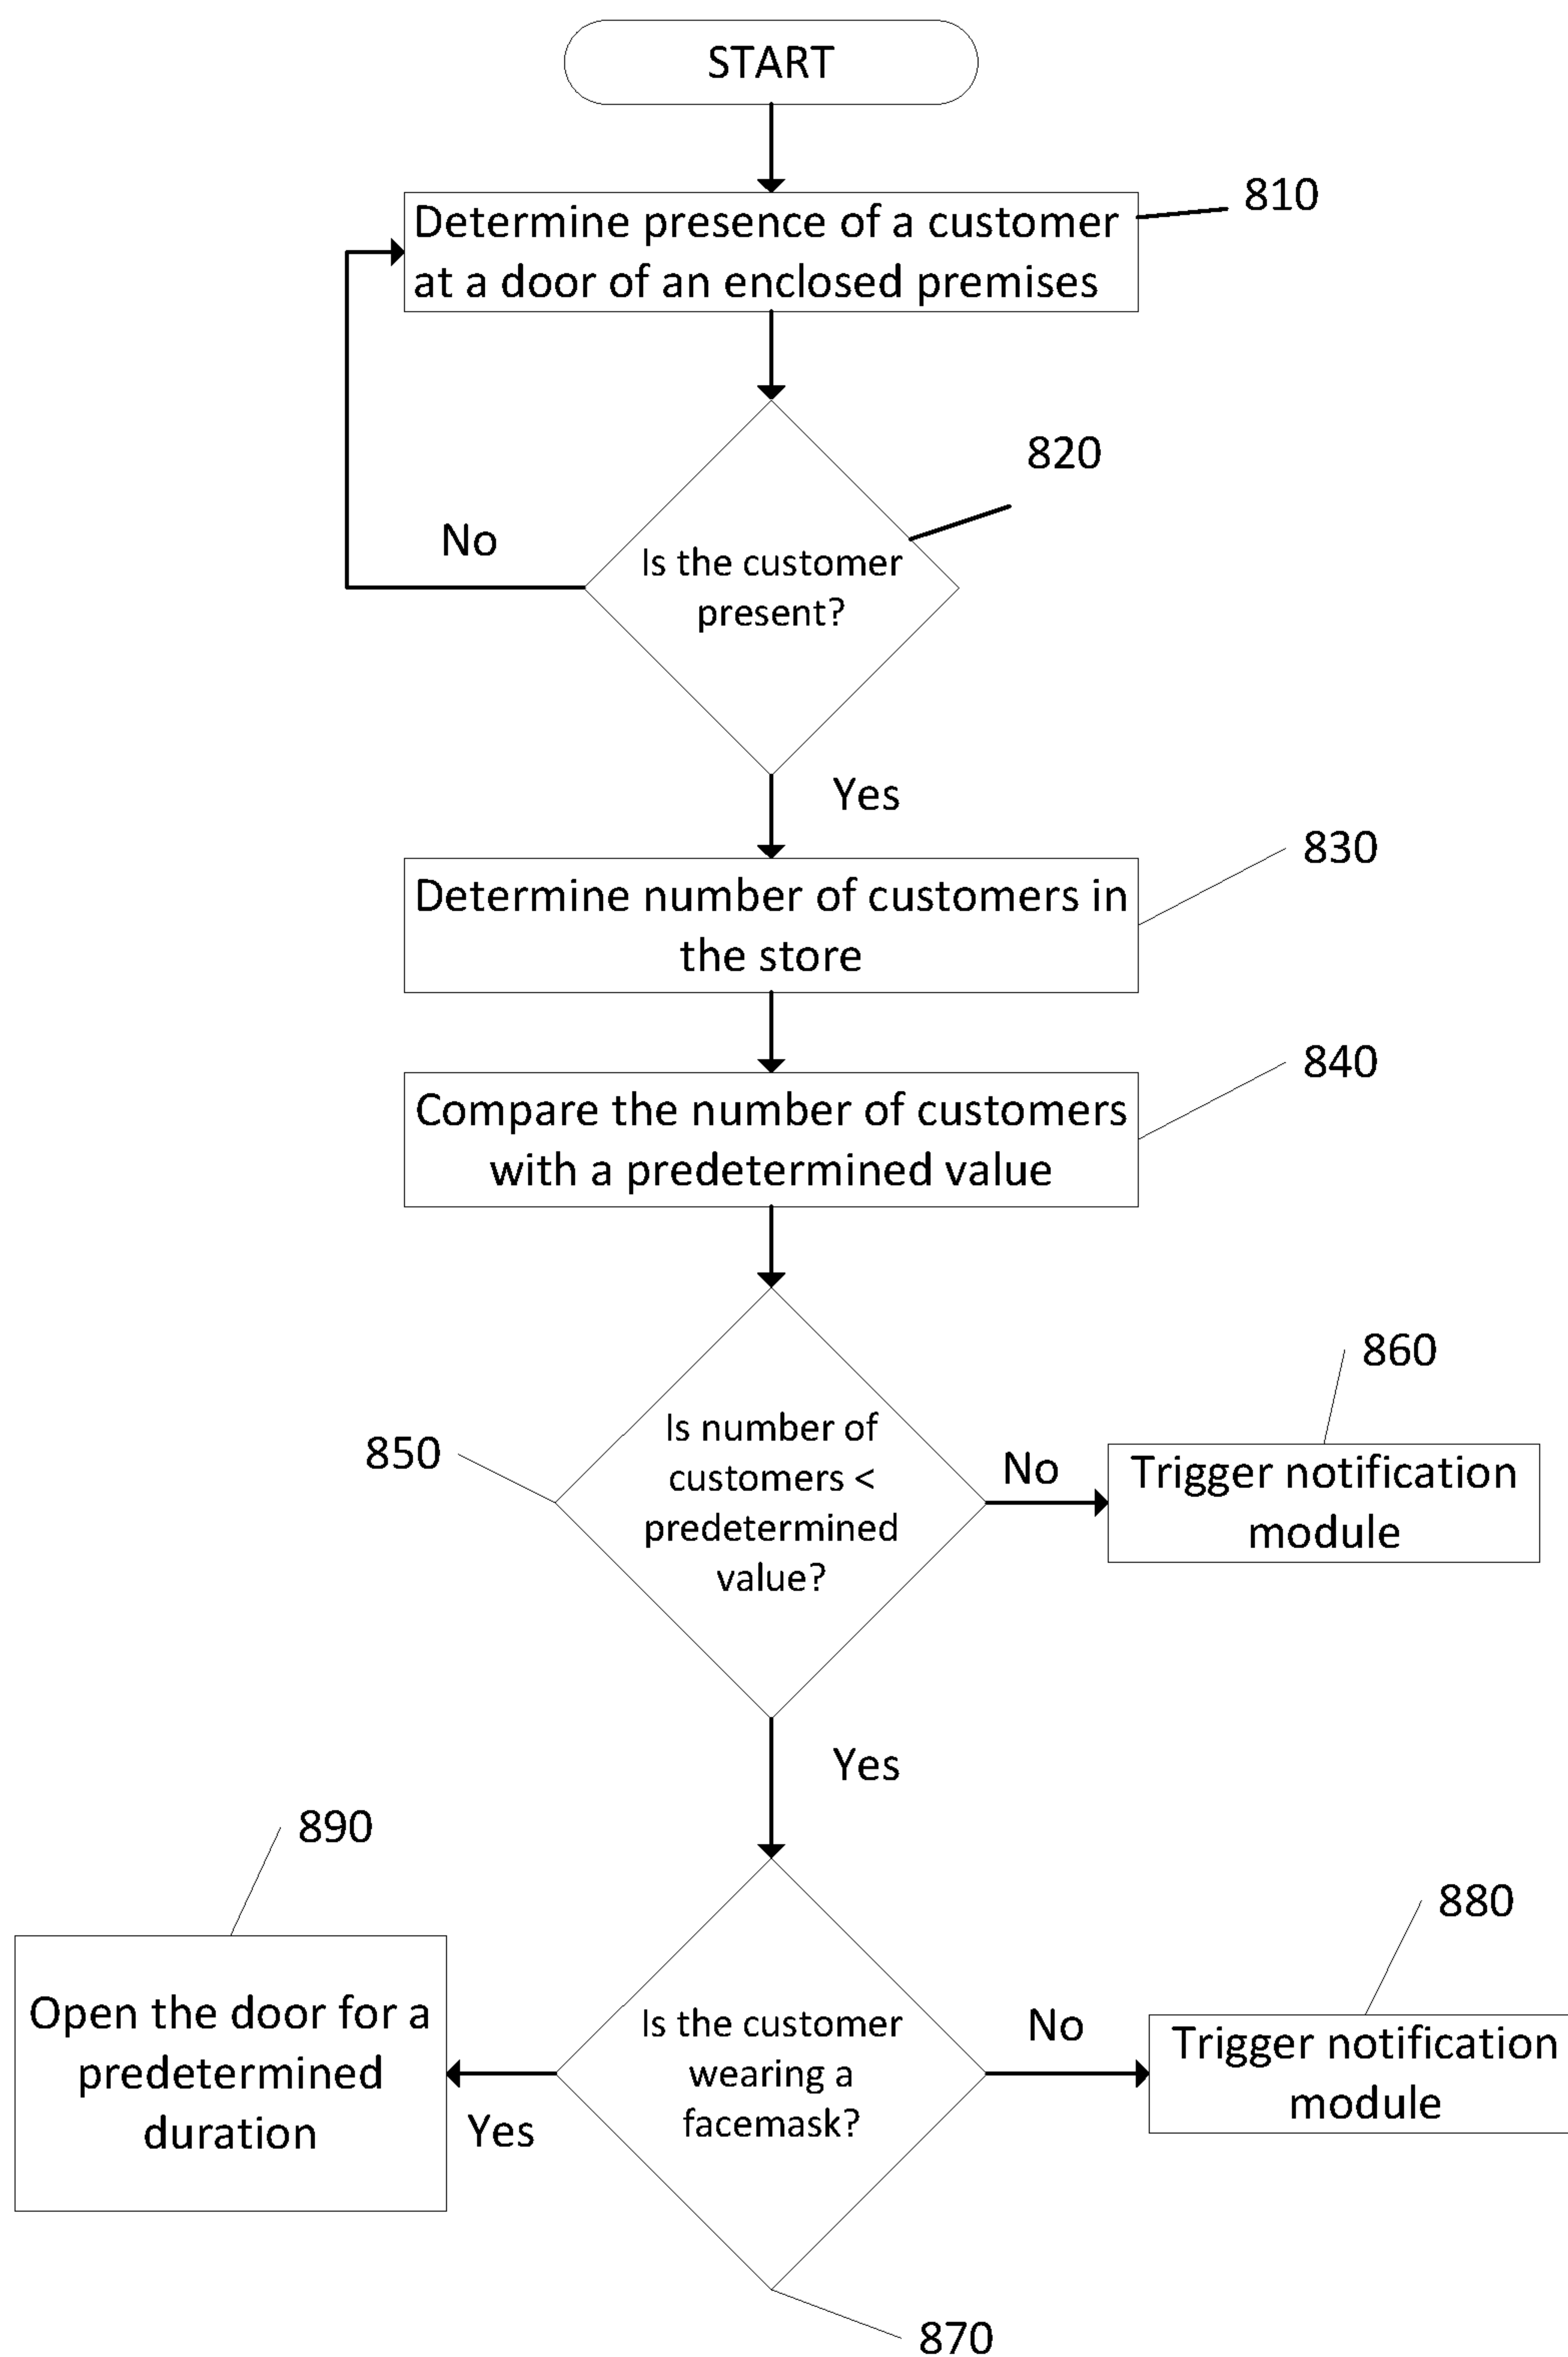 START
810
Determine presence of a customer
at a door of an enclosed premises
820
No
Is the customer
present?
Yes
830
Determine number of customers in
the store
840
Compare the number of customers
with a predetermined value
850
Is number of
customers <
predetermined
value?
No
860
Trigger notification
module
Yes
890
Open the door for a
predetermined
duration
Yes
Is the customer
wearing a
facemask?
No
880
Trigger notification
module
870